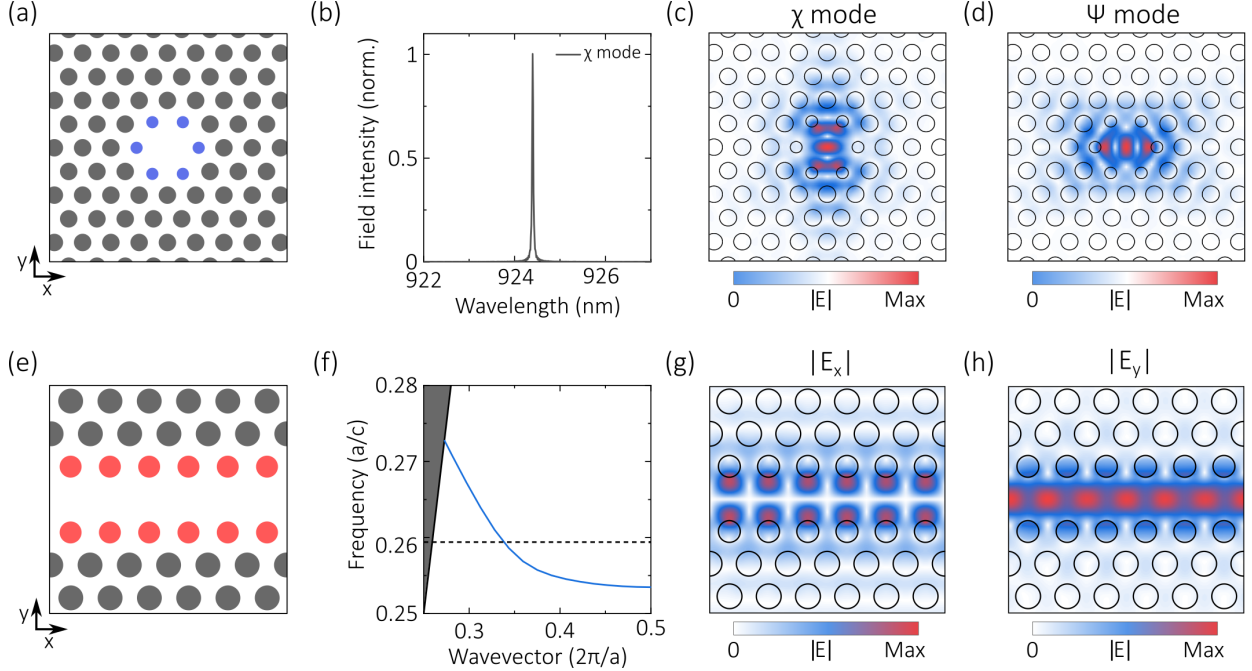 (a)
y
x
(b)
Field intensity (norm.)
1
0.5
0
χ mode
922
924
926
Wavelength (nm)
(c)
χ mode
0
|E|
Max
(d)
Ψ mode
0
|E|
Max
(e)
y
x
(f)
Frequency (a/c)
0.28
0.27
0.26
0.25
0.3
0.4
0.5
Wavevector (2π/a)
(g)
|Eₓ|
0
|E|
Max
(h)
|E_y|
0
|E|
Max